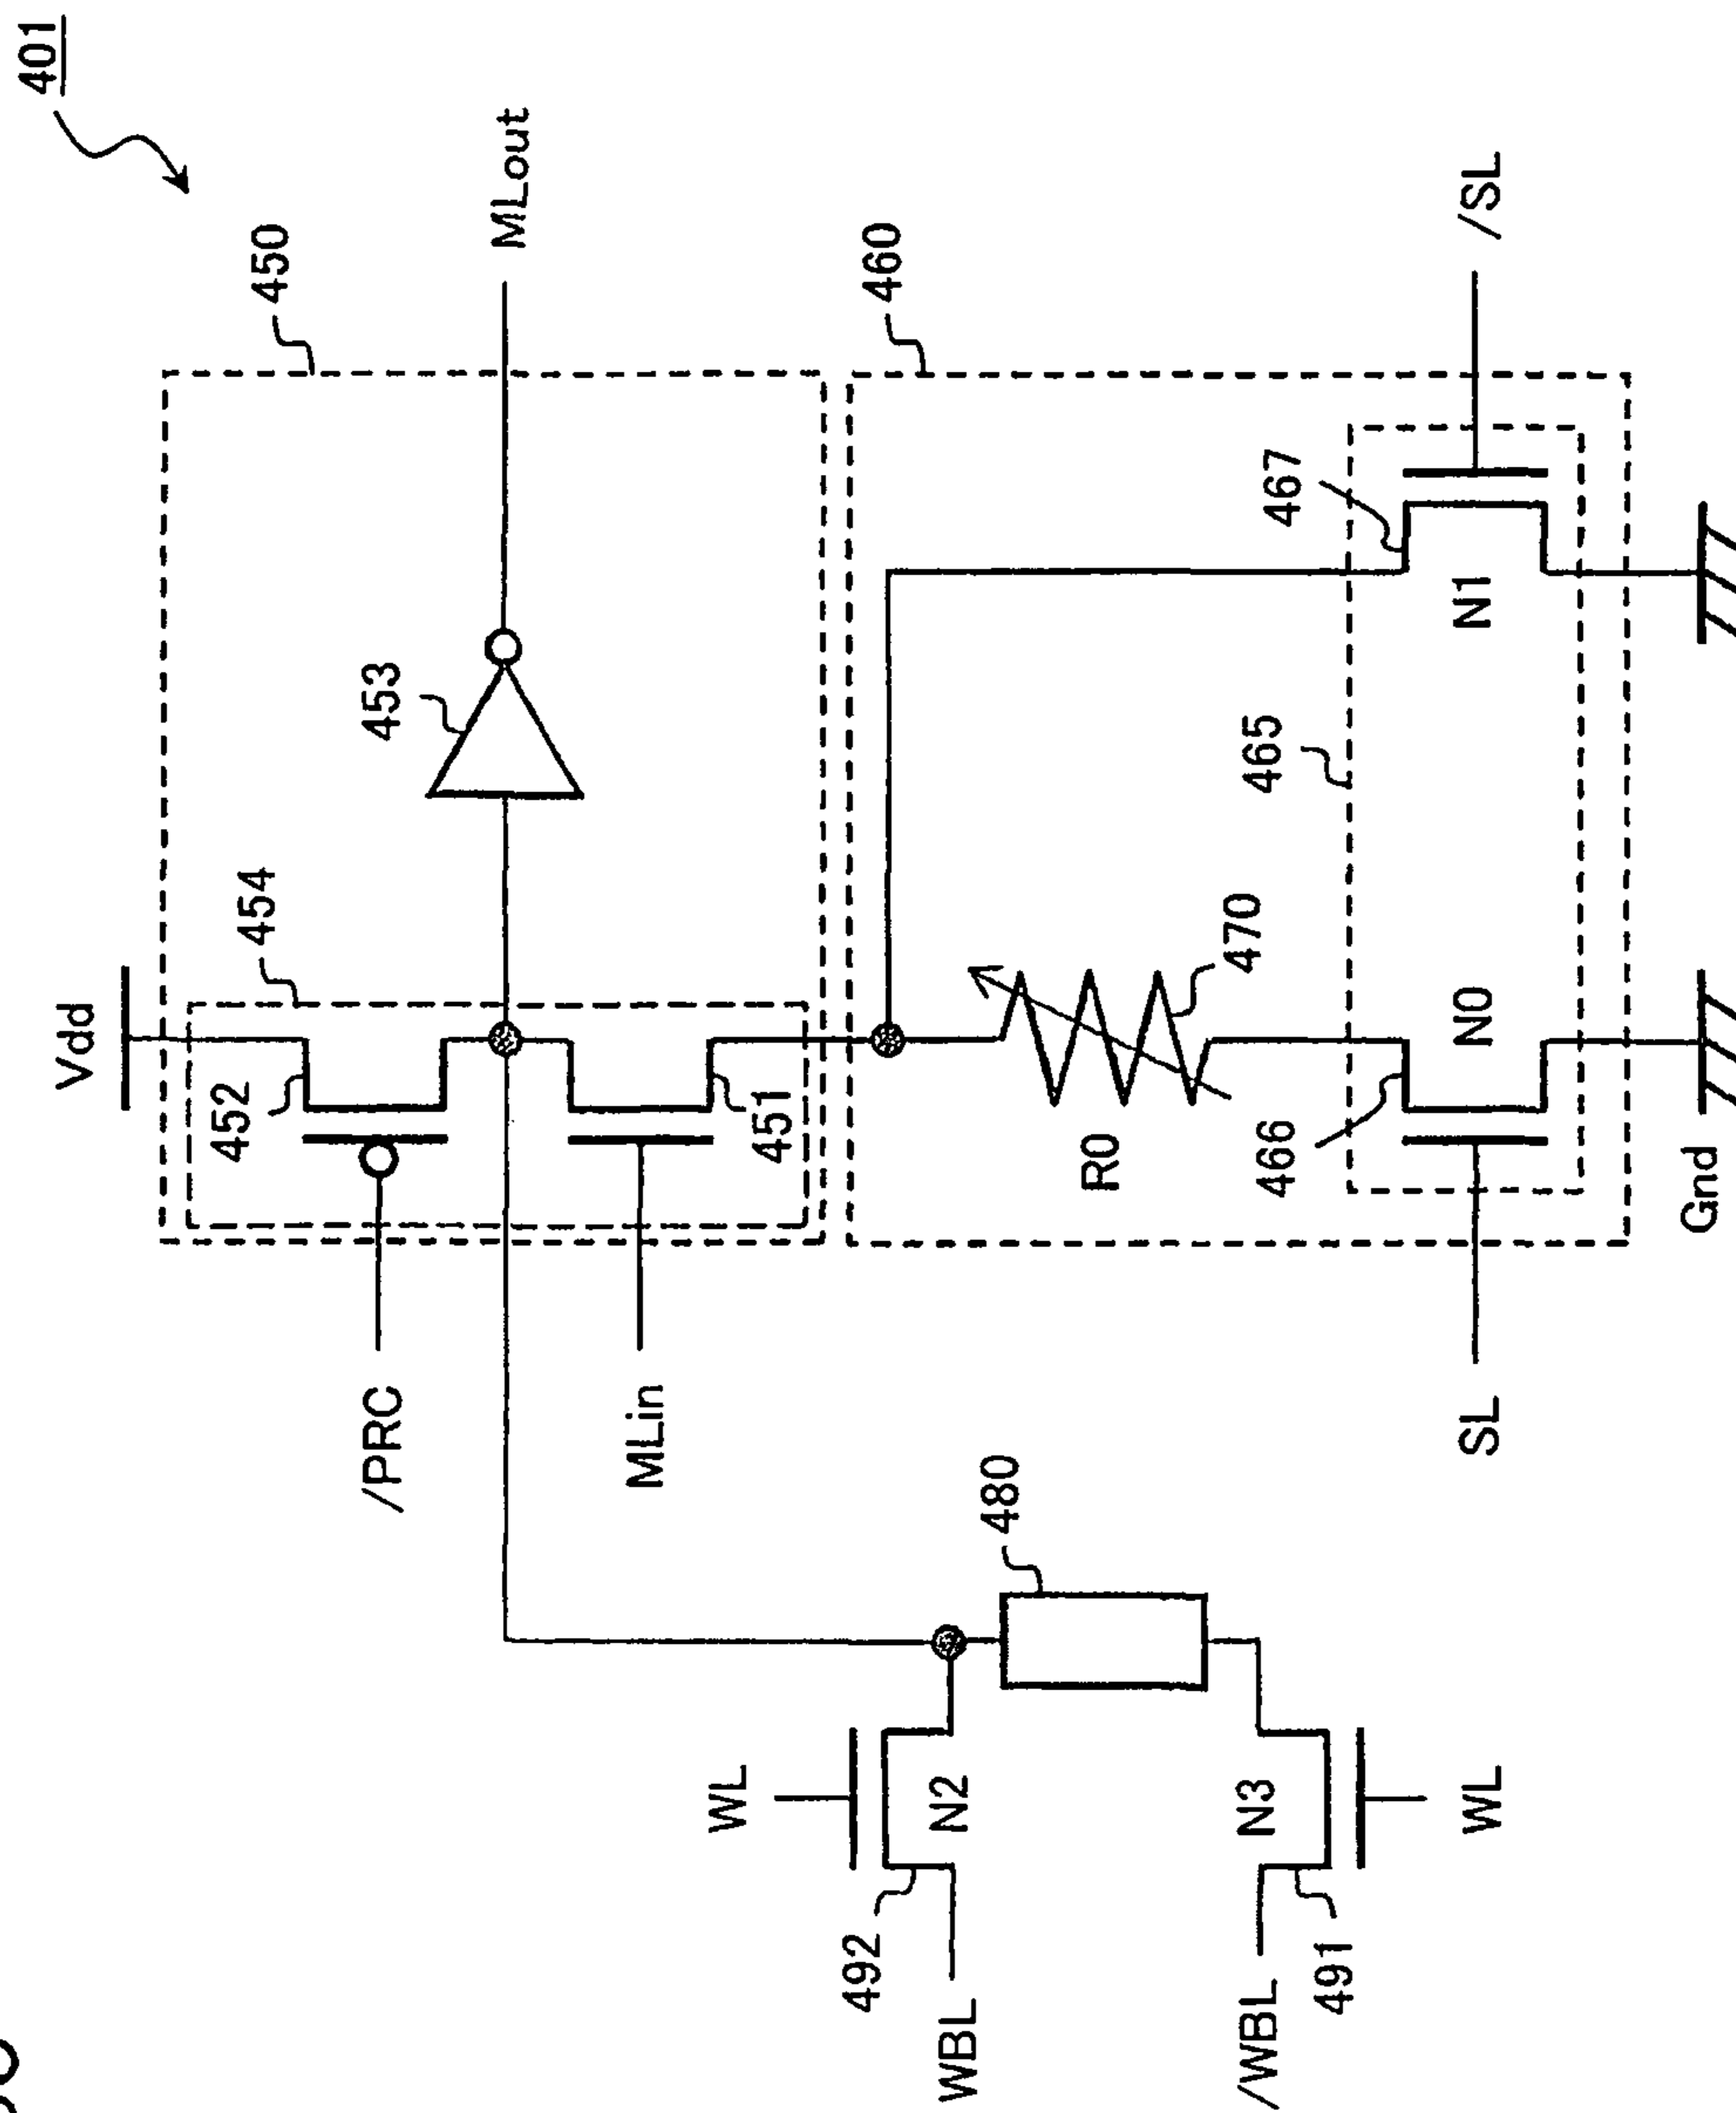 401
MLout
450
/SL
460
467
N1
453
465
454
470
Vdd
452
451
R0
466
N0
Gnd
/PRC
MLin
SL
480
WL
N2
N3
WL
492
491
WBL
/WBL